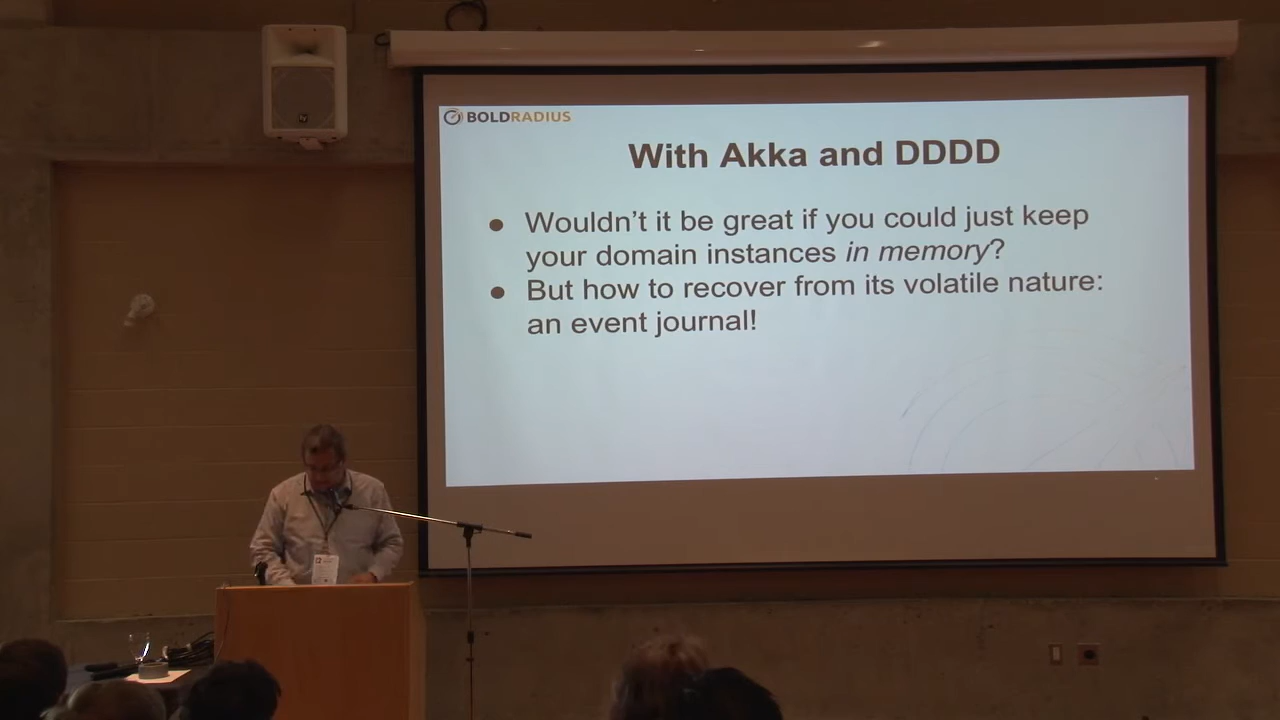 BOLDRADIUS
With Akka and DDDD
● Wouldn't it be great if you could just keep
your domain instances in memory?
● But how to recover from its volatile nature:
an event journal!